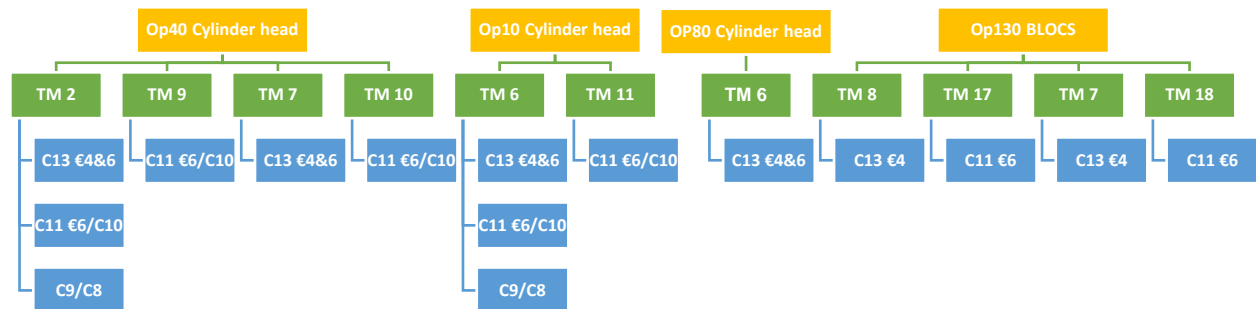 Op40 Cylinder head
Op10 Cylinder head
OP80 Cylinder head
Op130 BLOCS
TM 2
TM 9
TM 7
TM 10
TM 6
TM 11
TM 6
TM 8
TM 17
TM 7
TM 18
C13 €4&6
C11 €6/C10
C13 €4&6
C11 €6/C10
C13 €4&6
C11 €6/C10
C13 €4&6
C13 €4
C11 €6
C13 €4
C11 €6
C11 €6/C10
C11 €6/C10
C9/C8
C9/C8